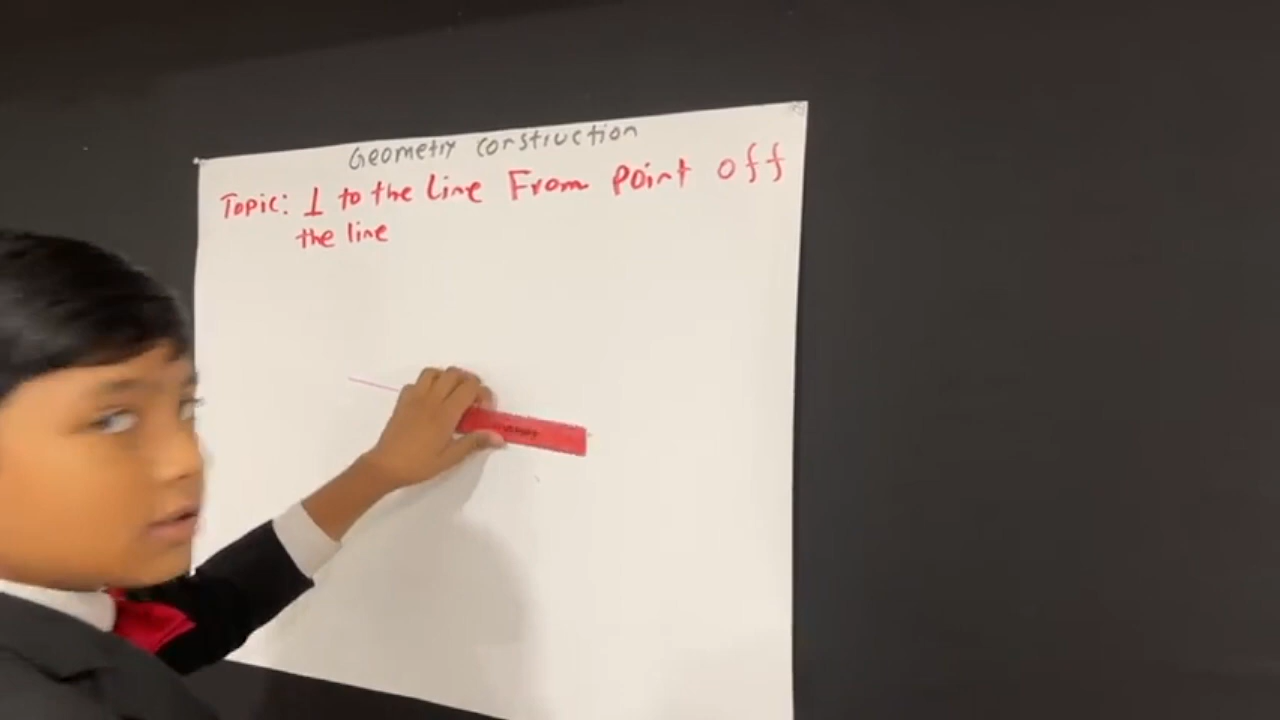 Geometry construction
Topic: ⊥ to the line From point off
the line